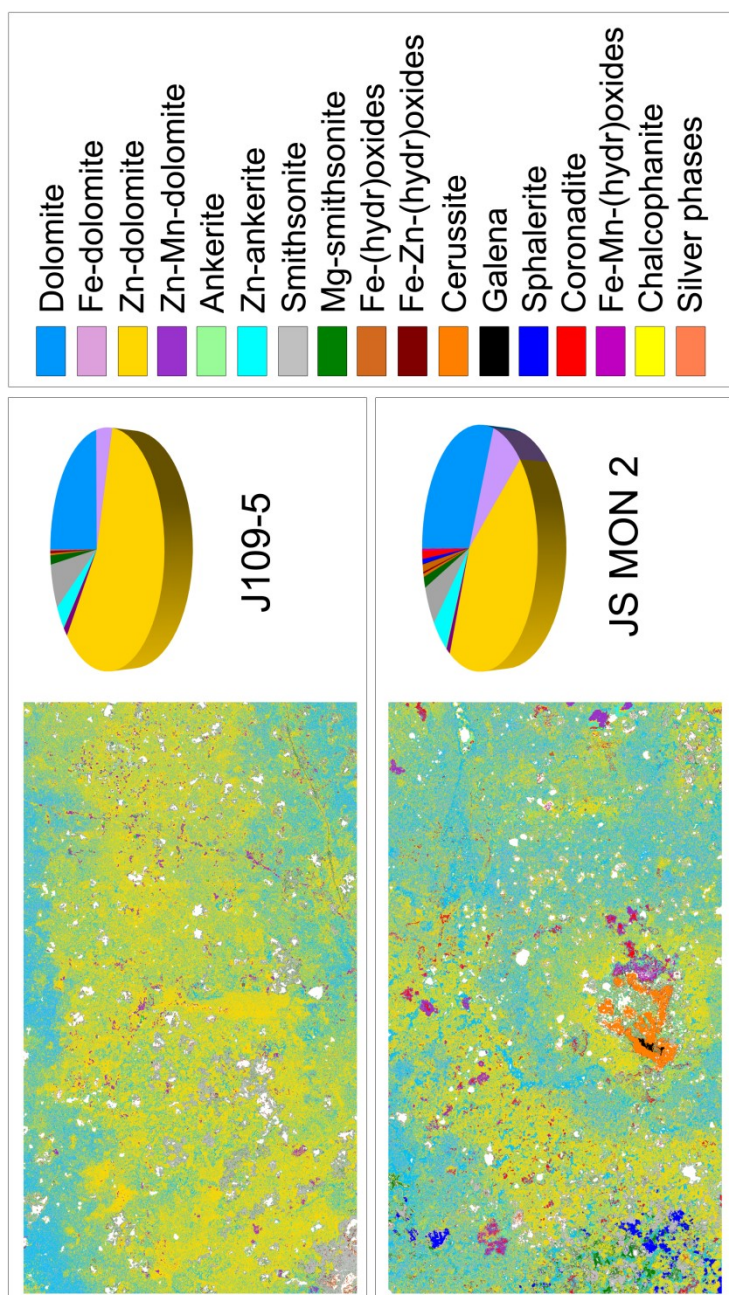 Dolomite
Fe-dolomite
Zn-dolomite
Zn-Mn-dolomite
Ankerite
Zn-ankerite
Smithsonite
Mg-smithsonite
Fe-(hydr)oxides
Fe-Zn-(hydr)oxides
Cerussite
Galena
Sphalerite
Coronadite
Fe-Mn-(hydr)oxides
Chalcophanite
Silver phases
J109-5
JS MON 2